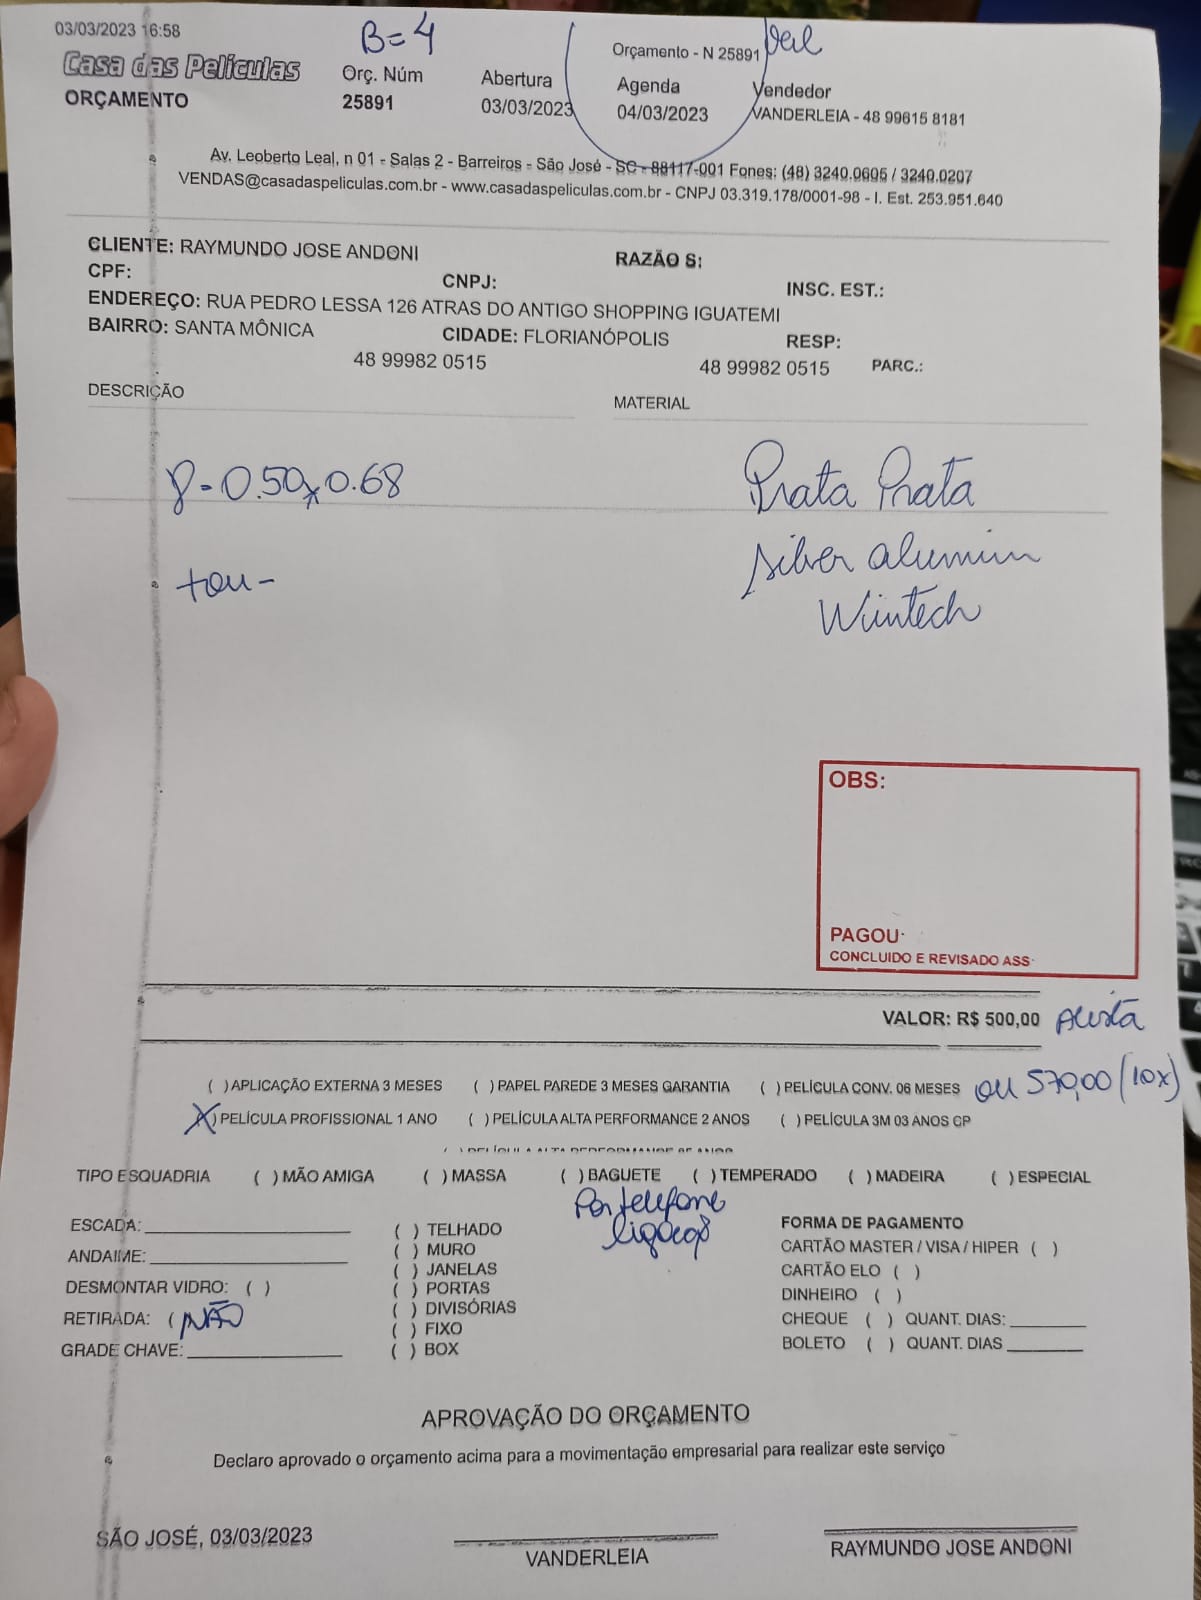 03/03/2023 16:58
B=4
Orçamento - N 25891
Casa das Películas
ORÇAMENTO
Orç. Núm
25891
Abertura
03/03/2023
Agenda
04/03/2023
Vendedor
VANDERLEIA - 48 99615 8181
Av. Leoberto Leal, n 01 - Salas 2 - Barreiros - São José - SC - 88117-001 Fones: (48) 3240.0605 / 3240.0207
VENDAS@casadaspeliculas.com.br - www.casadaspeliculas.com.br - CNPJ 03.319.178/0001-98 - I. Est. 253.951.640
CLIENTE: RAYMUNDO JOSE ANDONI RAZÃO S:
CPF: CNPJ: INSC. EST.:
ENDEREÇO: RUA PEDRO LESSA 126 ATRAS DO ANTIGO SHOPPING IGUATEMI
BAIRRO: SANTA MÔNICA CIDADE: FLORIANÓPOLIS RESP:
48 99982 0515 48 99982 0515 PARC.:
DESCRIÇÃO MATERIAL
8-0.50x0.68 Prata Prata
silver alumin
Wintech
OBS:
PAGOU
CONCLUIDO E REVISADO ASS
VALOR: R$ 500,00 Avista
( ) APLICAÇÃO EXTERNA 3 MESES ( ) PAPEL PAREDE 3 MESES GARANTIA ( ) PELÍCULA CONV. 06 MESES ou 570,00 (10x)
(X) PELÍCULA PROFISSIONAL 1 ANO ( ) PELÍCULA ALTA PERFORMANCE 2 ANOS ( ) PELÍCULA 3M 03 ANOS GP
TIPO ESQUADRIA ( ) MÃO AMIGA ( ) MASSA ( ) BAGUETE ( ) TEMPERADO ( ) MADEIRA ( ) ESPECIAL
Por telefone
ligação
ESCADA:
ANDAIME:
DESMONTAR VIDRO: ( )
RETIRADA: ( NÃO
GRADE CHAVE:
( ) TELHADO
( ) MURO
( ) JANELAS
( ) PORTAS
( ) DIVISÓRIAS
( ) FIXO
( ) BOX
FORMA DE PAGAMENTO
CARTÃO MASTER / VISA / HIPER ( )
CARTÃO ELO ( )
DINHEIRO ( )
CHEQUE ( ) QUANT. DIAS:
BOLETO ( ) QUANT. DIAS
APROVAÇÃO DO ORÇAMENTO
Declaro aprovado o orçamento acima para a movimentação empresarial para realizar este serviço
SÃO JOSÉ, 03/03/2023
VANDERLEIA
RAYMUNDO JOSE ANDONI